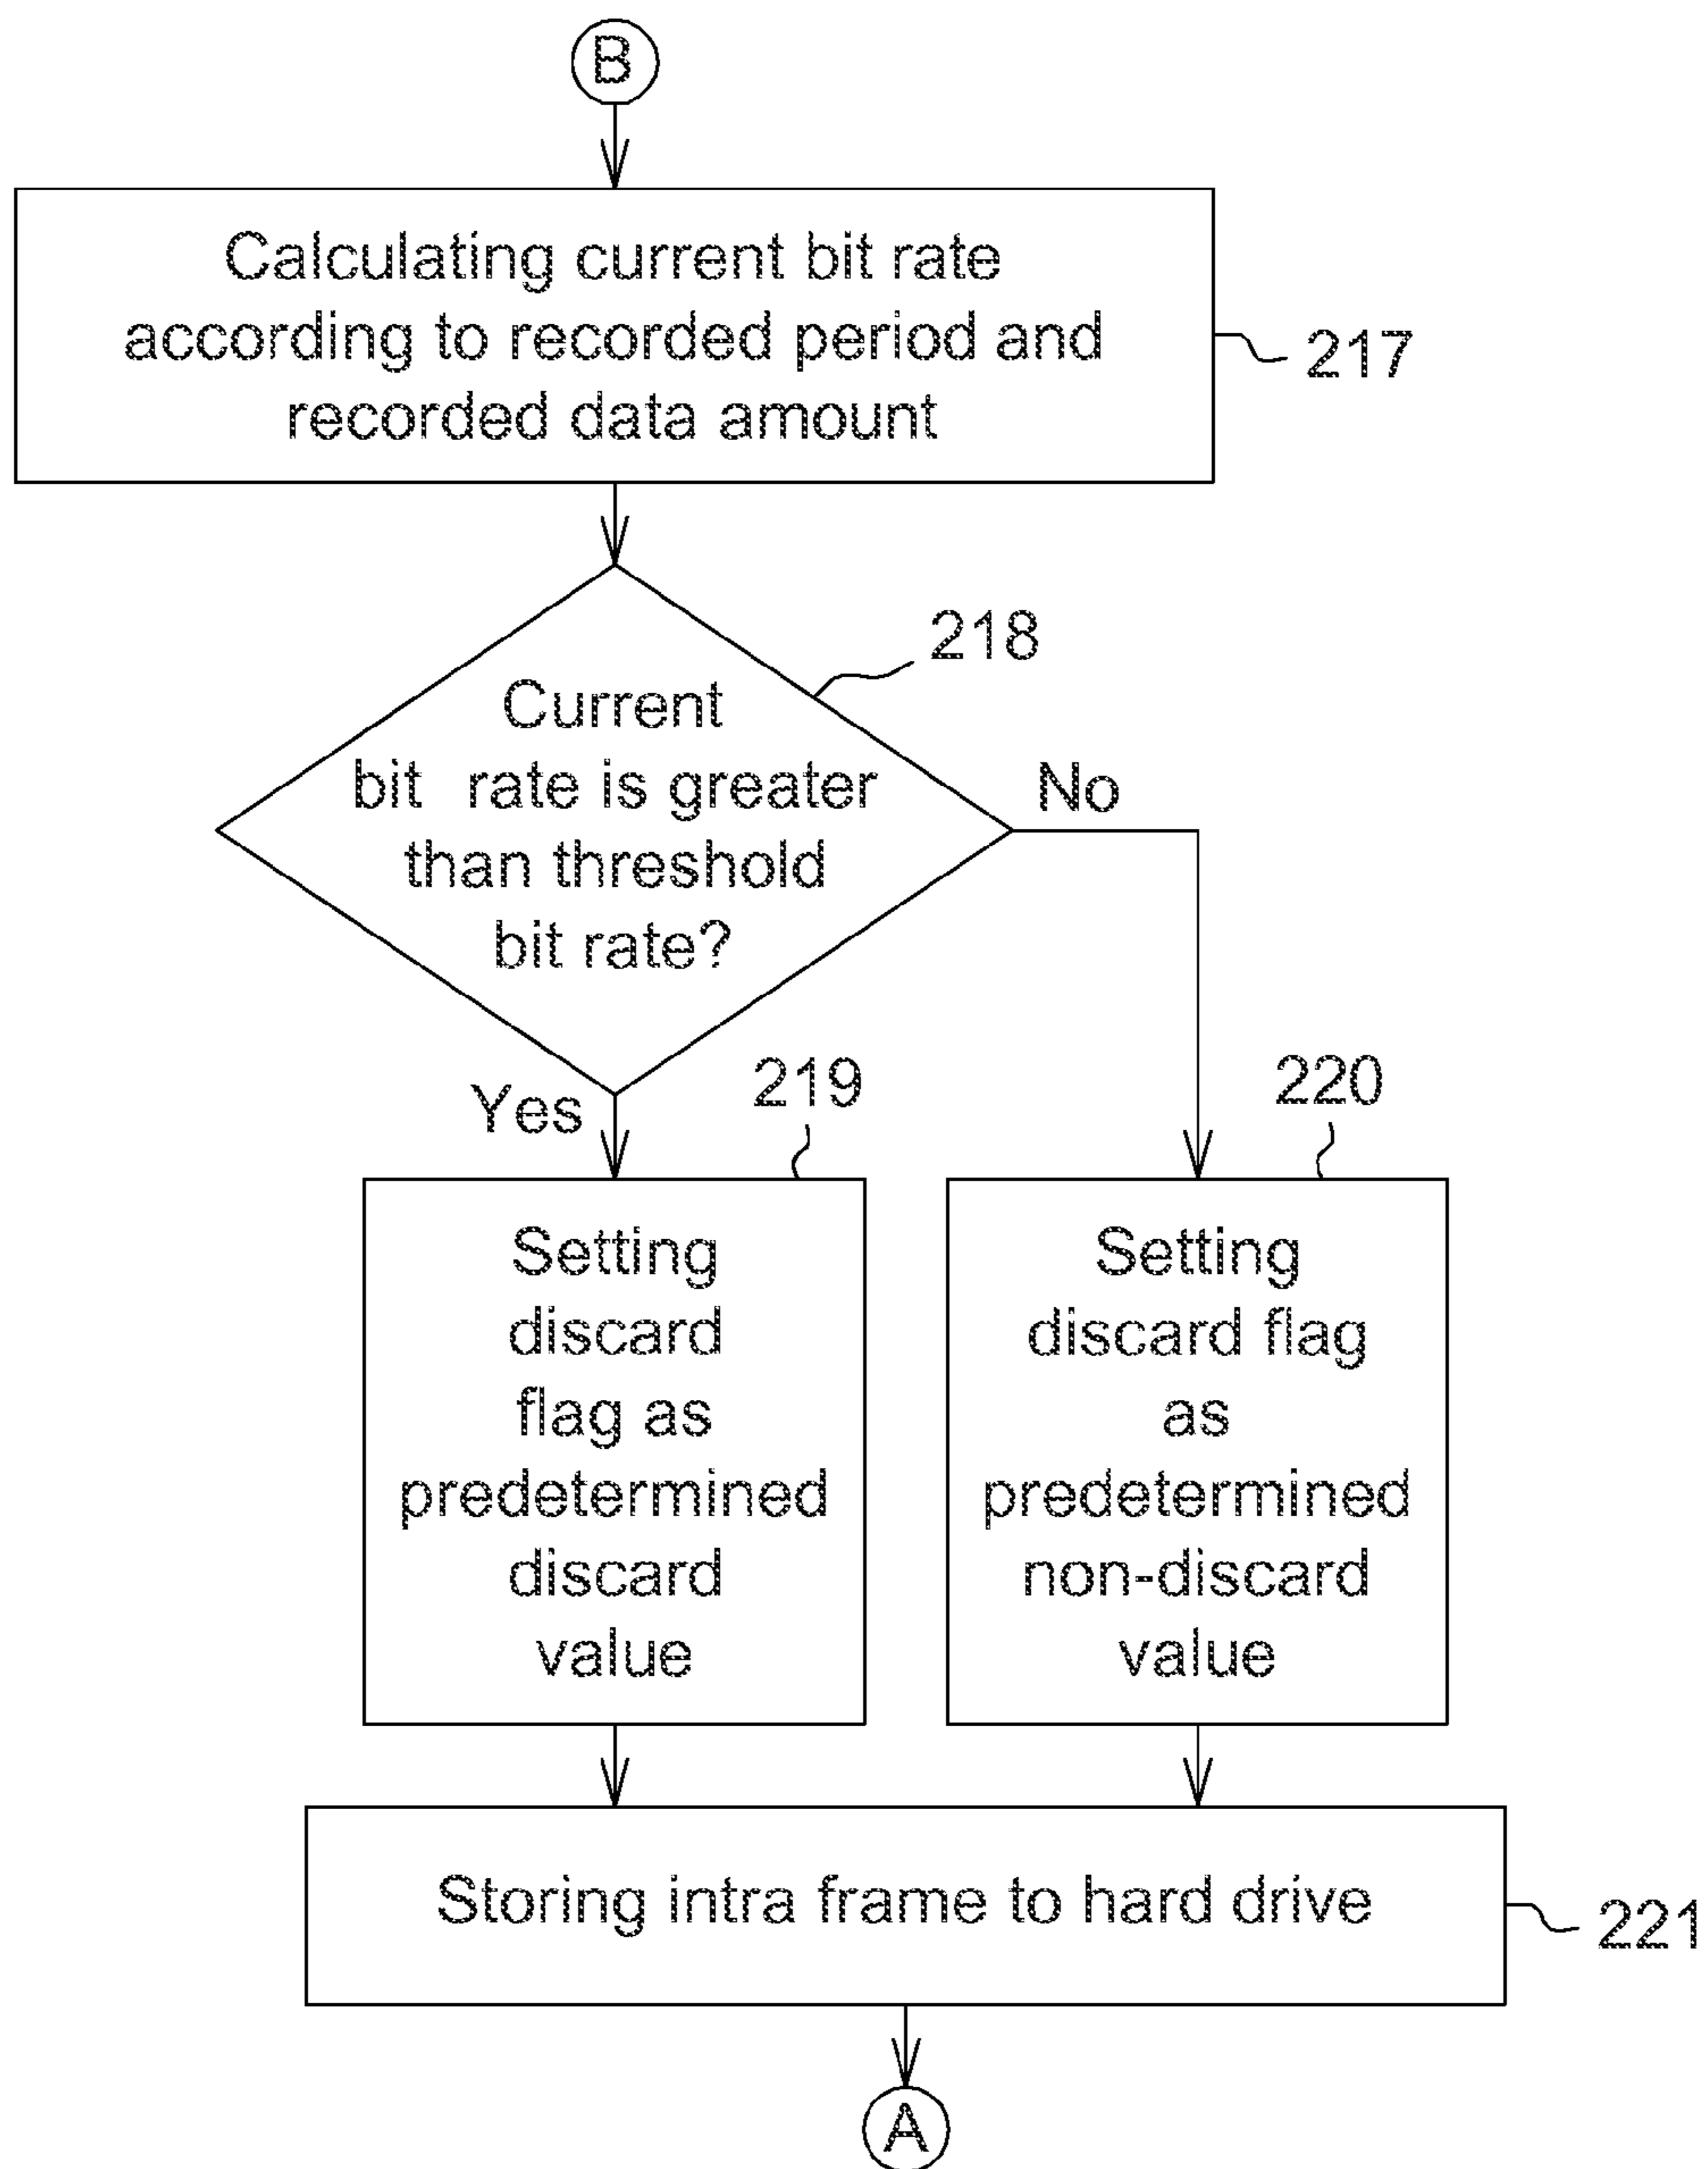 B
Calculating current bit rate
according to recorded period and
recorded data amount
217
218
Current
bit rate is greater
than threshold
bit rate?
No
Yes
219
220
Setting
discard
flag as
predetermined
discard
value
Setting
discard flag
as
predetermined
non-discard
value
Storing intra frame to hard drive
221
A